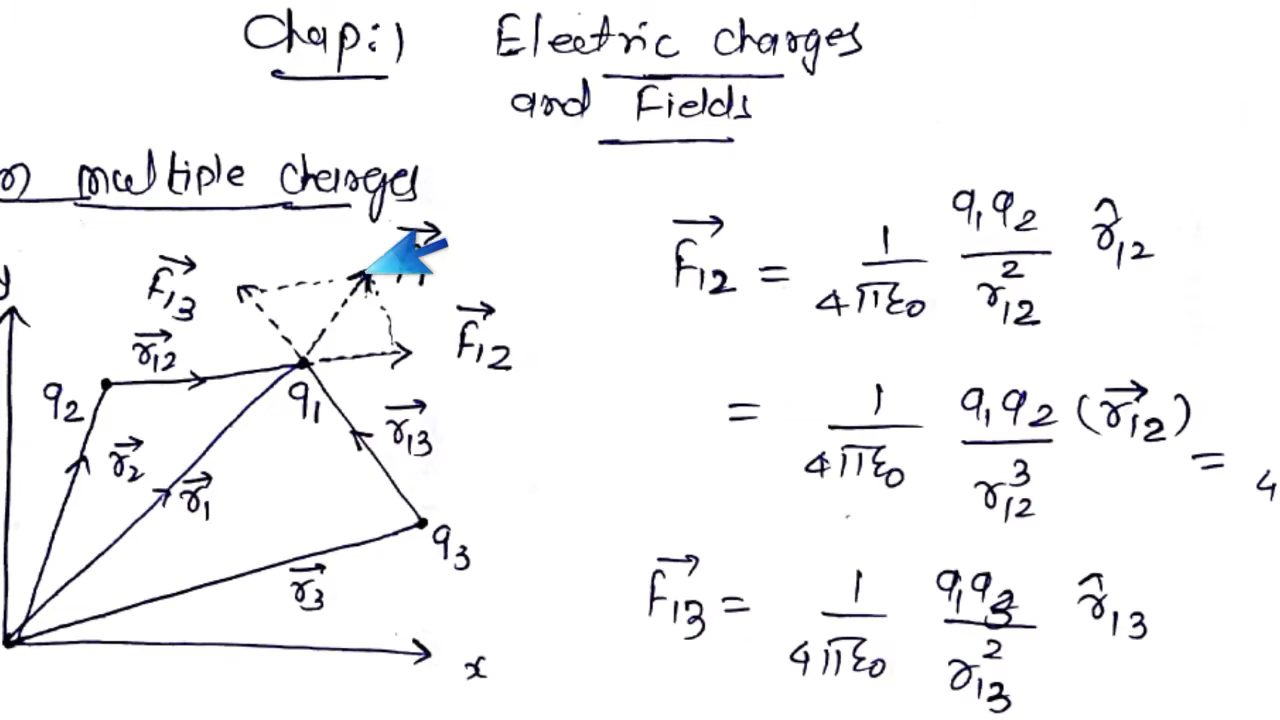 Chap:1 Electric charges
and Fields
multiple charges
F₁₃
F₁₂
y
r₁₂
q₂
q₁
r₁₃
r₂
r₁
q₃
r₃
x
F₁₂ = 1/4πε₀ q₁q₂/r₁₂² r̂₁₂
= 1/4πε₀ q₁q₂/r₁₂³ (r₁₂) = 4
F₁₃ = 1/4πε₀ q₁q₃/r₁₃² r̂₁₃